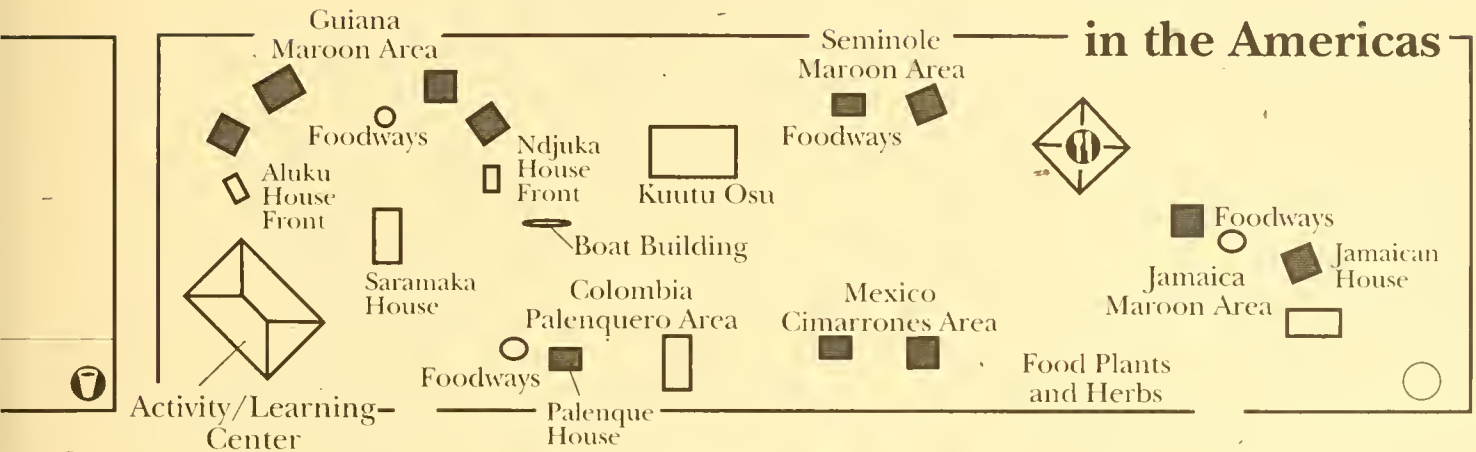 in the Americas
Guiana
Maroon Area
Seminole
Maroon Area
Foodways
Foodways
Aluku
House
Front
Ndjuka
House
Front
Kuutu Osu
Boat Building
Saramaka
House
Foodways
Jamaican
House
Jamaica
Maroon Area
Colombia
Palenquero Area
Mexico
Cimarrones Area
Foodways
Palenque
House
Food Plants
and Herbs
Activity/Learning
Center